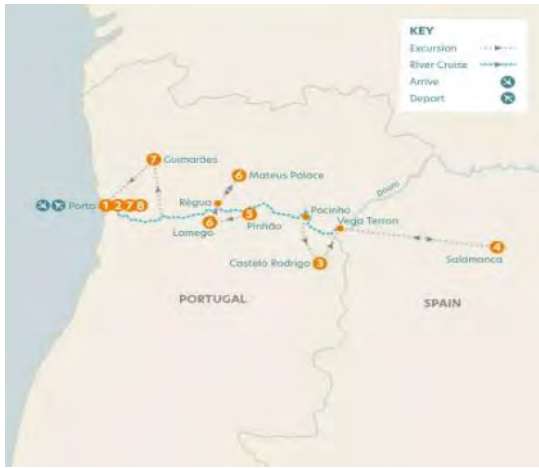 KEY
Excursion
River Cruise
Arrive
Depart
7 Guimarães
6 Mateus Palace
Douro
Porto 1 2 7 8
Régua
6
Lamego
5
Pinhão
Pocinho
Vega Terron
4
Salamanca
Castelo Rodrigo 3
PORTUGAL
SPAIN